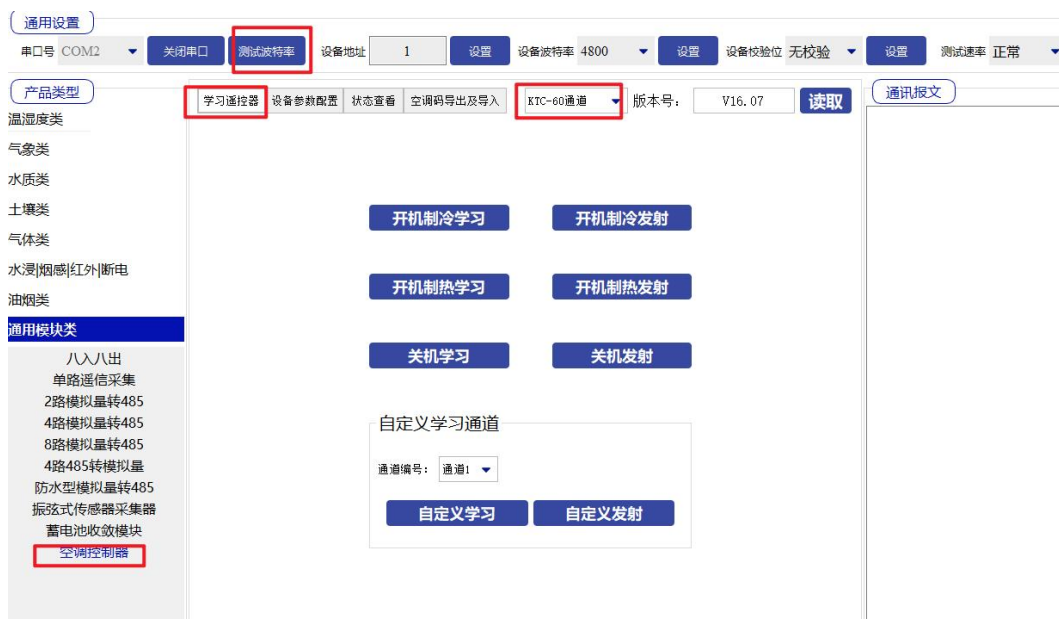 通用设置
串口号 COM2 关闭串口 测试波特率 设备地址 1 设置 设备波特率 4800 设置 设备校验位 无校验 设置 测试速率 正常
产品类型
温湿度类
气象类
水质类
土壤类
气体类
水浸|烟感|红外|断电
油烟类
通用模块类
八入八出
单路遥信采集
2路模拟量转485
4路模拟量转485
8路模拟量转485
4路485转模拟量
防水型模拟量转485
振弦式传感器采集器
蓄电池收敛模块
空调控制器
学习遥控器 设备参数配置 状态查看 空调码导出及导入 KTC-60通道 版本号： V16.07 读取
开机制冷学习 开机制冷发射
开机制热学习 开机制热发射
关机学习 关机发射
自定义学习通道
通道编号： 通道1
自定义学习 自定义发射
通讯报文